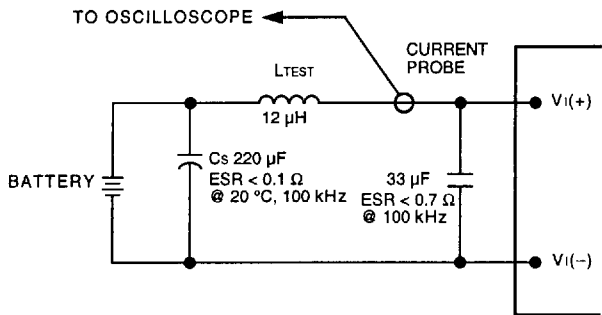 TO OSCILLOSCOPE
CURRENT
PROBE
LTEST
12 µH
VI(+)
BATTERY
CS 220 µF
ESR < 0.1 Ω
@ 20 °C, 100 kHz
33 µF
ESR < 0.7 Ω
@ 100 kHz
VI(–)